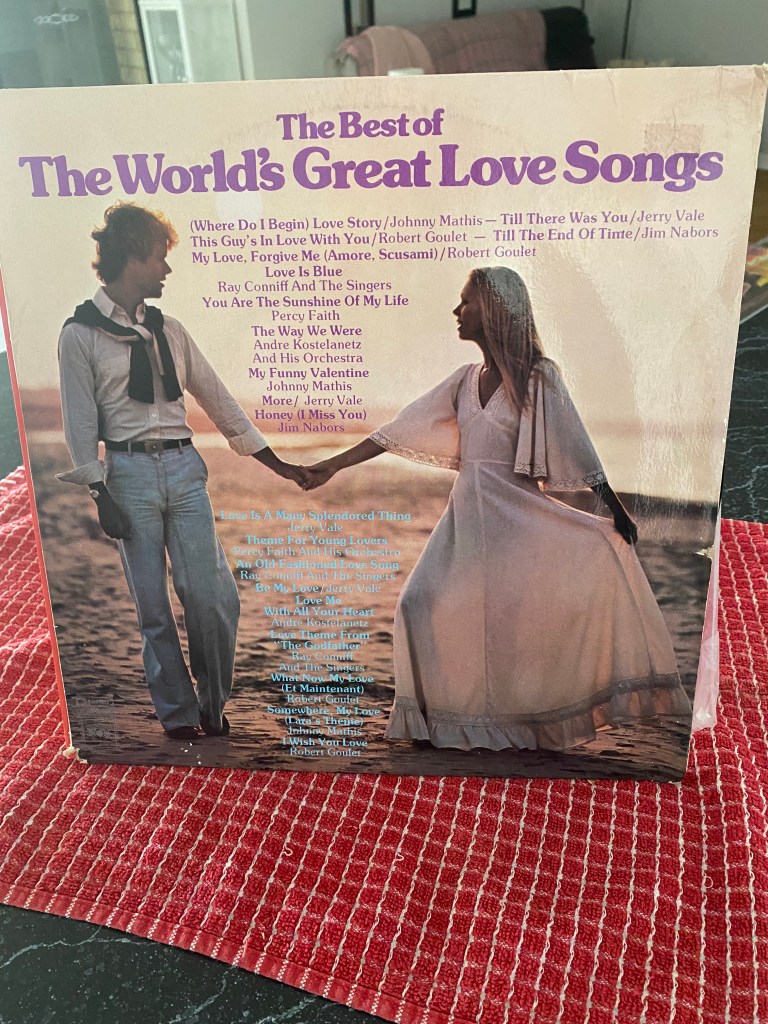 The Best of
The World's Great Love Songs
(Where Do I Begin) Love Story/Johnny Mathis — Till There Was You/Jerry Vale
This Guy's In Love With You/Robert Goulet — Till The End Of Time/Jim Nabors
My Love, Forgive Me (Amore, Scusami)/Robert Goulet
Love Is Blue
Ray Conniff And The Singers
You Are The Sunshine Of My Life
Percy Faith
The Way We Were
Andre Kostelanetz
And His Orchestra
My Funny Valentine
Johnny Mathis
More/ Jerry Vale
Honey (I Miss You)
Jim Nabors
Love Is A Many Splendored Thing
Jerry Vale
Theme For Young Lovers
Percy Faith And His Orchestra
An Old Fashioned Love Song
Ray Conniff And The Singers
Be My Love/Jerry Vale
Love Me
With All Your Heart
Andre Kostelanetz
Love Theme From
"The Godfather"
Ray Conniff
And The Singers
What Now My Love
(Et Maintenant)
Robert Goulet
Somewhere, My Love
(Lara's Theme)
Johnny Mathis
I Wish You Love
Robert Goulet